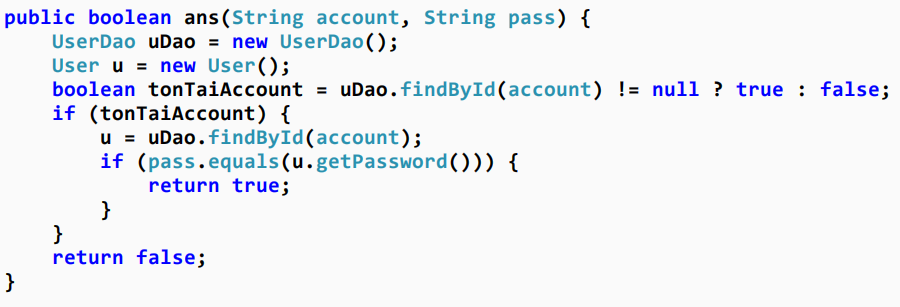 public boolean ans(String account, String pass) {
    UserDao uDao = new UserDao();
    User u = new User();
    boolean tonTaiAccount = uDao.findById(account) != null ? true : false;
    if (tonTaiAccount) {
        u = uDao.findById(account);
        if (pass.equals(u.getPassword())) {
            return true;
        }
    }
    return false;
}